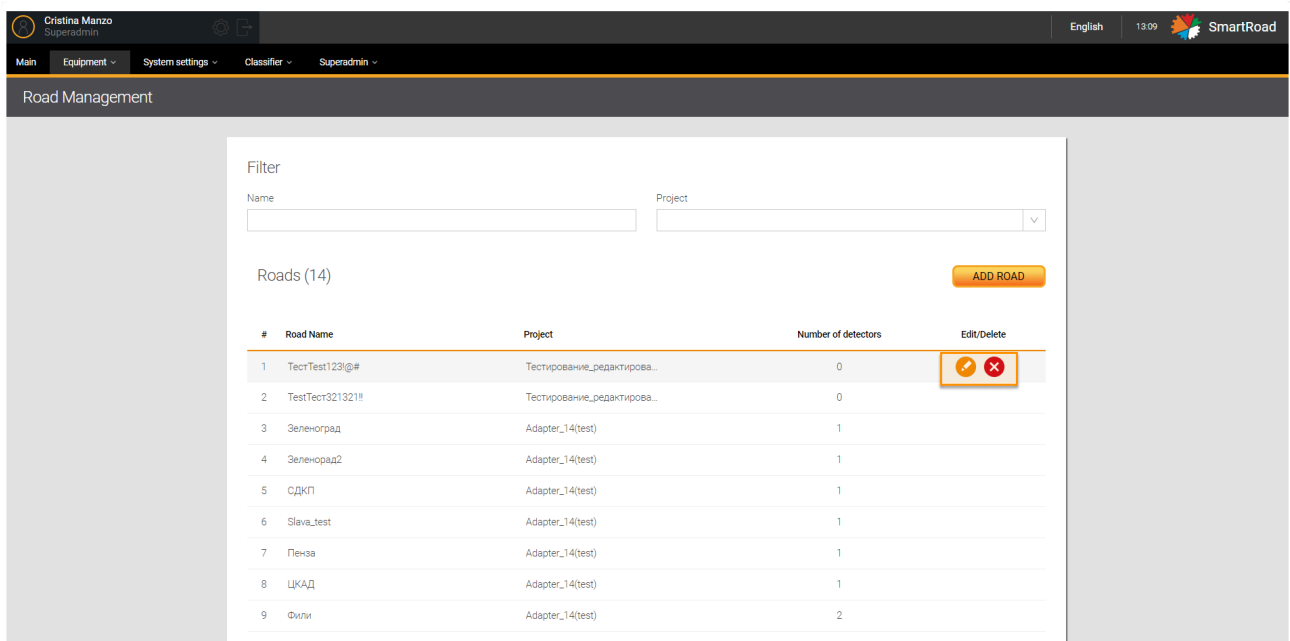 Cristina Manzo
Superadmin
English 13:09 SmartRoad
Main Equipment System settings Classifier Superadmin
Road Management
Filter
Name Project
Roads (14) ADD ROAD
# Road Name Project Number of detectors Edit/Delete
1 ТестTest123!@# Тестирование_редактирова... 0
2 TestТест321321!! Тестирование_редактирова... 0
3 Зеленоград Adapter_14(test) 1
4 Зеленорад2 Adapter_14(test) 1
5 СДКП Adapter_14(test) 1
6 Slava_test Adapter_14(test) 1
7 Пенза Adapter_14(test) 1
8 ЦКАД Adapter_14(test) 1
9 Фили Adapter_14(test) 2